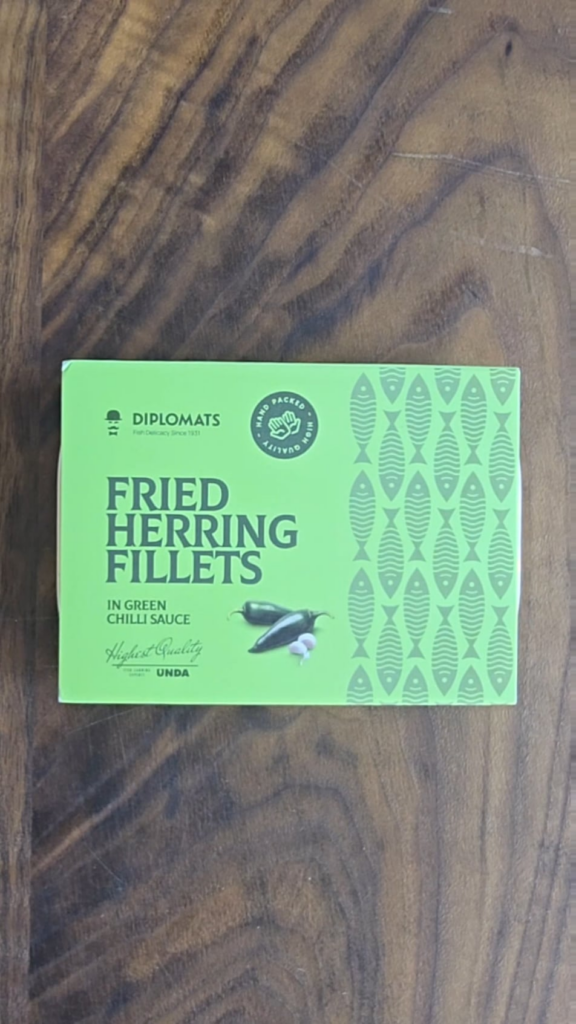 DIPLOMATS
Fish Delicacy Since 1931
HAND PACKED • HIGH QUALITY •
FRIED
HERRING
FILLETS
IN GREEN
CHILLI SAUCE
Highest Quality
UNDA